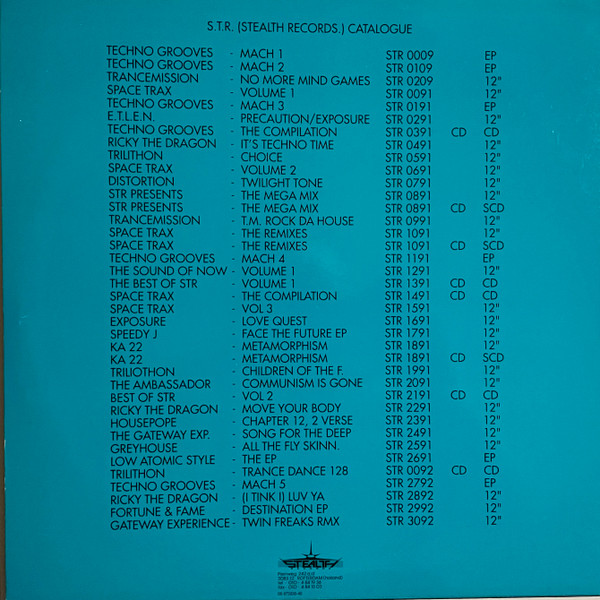 S.T.R. (STEALTH RECORDS.) CATALOGUE
TECHNO GROOVES - MACH 1 STR 0009 EP
TECHNO GROOVES - MACH 2 STR 0109 EP
TRANCEMISSION - NO MORE MIND GAMES STR 0209 12"
SPACE TRAX - VOLUME 1 STR 0091 12"
TECHNO GROOVES - MACH 3 STR 0191 EP
E.T.L.E.N. - PRECAUTION/EXPOSURE STR 0291 12"
TECHNO GROOVES - THE COMPILATION STR 0391 CD CD
RICKY THE DRAGON - IT'S TECHNO TIME STR 0491 12"
TRILITHON - CHOICE STR 0591 12"
SPACE TRAX - VOLUME 2 STR 0691 12"
DISTORTION - TWILIGHT TONE STR 0791 12"
STR PRESENTS - THE MEGA MIX STR 0891 12"
STR PRESENTS - THE MEGA MIX STR 0891 CD SCD
TRANCEMISSION - T.M. ROCK DA HOUSE STR 0991 12"
SPACE TRAX - THE REMIXES STR 1091 12"
SPACE TRAX - THE REMIXES STR 1091 CD SCD
TECHNO GROOVES - MACH 4 STR 1191 EP
THE SOUND OF NOW - VOLUME 1 STR 1291 12"
THE BEST OF STR - VOLUME 1 STR 1391 CD CD
SPACE TRAX - THE COMPILATION STR 1491 CD CD
SPACE TRAX - VOL 3 STR 1591 12"
EXPOSURE - LOVE QUEST STR 1691 12"
SPEEDY J - FACE THE FUTURE EP STR 1791 12"
KA 22 - METAMORPHISM STR 1891 12"
KA 22 - METAMORPHISM STR 1891 CD SCD
TRILIOTHON - CHILDREN OF THE F. STR 1991 12"
THE AMBASSADOR - COMMUNISM IS GONE STR 2091 12"
BEST OF STR - VOL 2 STR 2191 CD CD
RICKY THE DRAGON - MOVE YOUR BODY STR 2291 12"
HOUSEPOPE - CHAPTER 12, 2 VERSE STR 2391 12"
THE GATEWAY EXP. - SONG FOR THE DEEP STR 2491 12"
GREYHOUSE - ALL THE FLY SKINN. STR 2591 12"
LOW ATOMIC STYLE - THE EP STR 2691 EP
TRILITHON - TRANCE DANCE 128 STR 0092 CD CD
TECHNO GROOVES - MACH 5 STR 2792 EP
RICKY THE DRAGON - (I TINK I) LUV YA STR 2892 12"
FORTUNE & FAME - DESTINATION EP STR 2992 12"
GATEWAY EXPERIENCE - TWIN FREAKS RMX STR 3092 12"
STEALTH